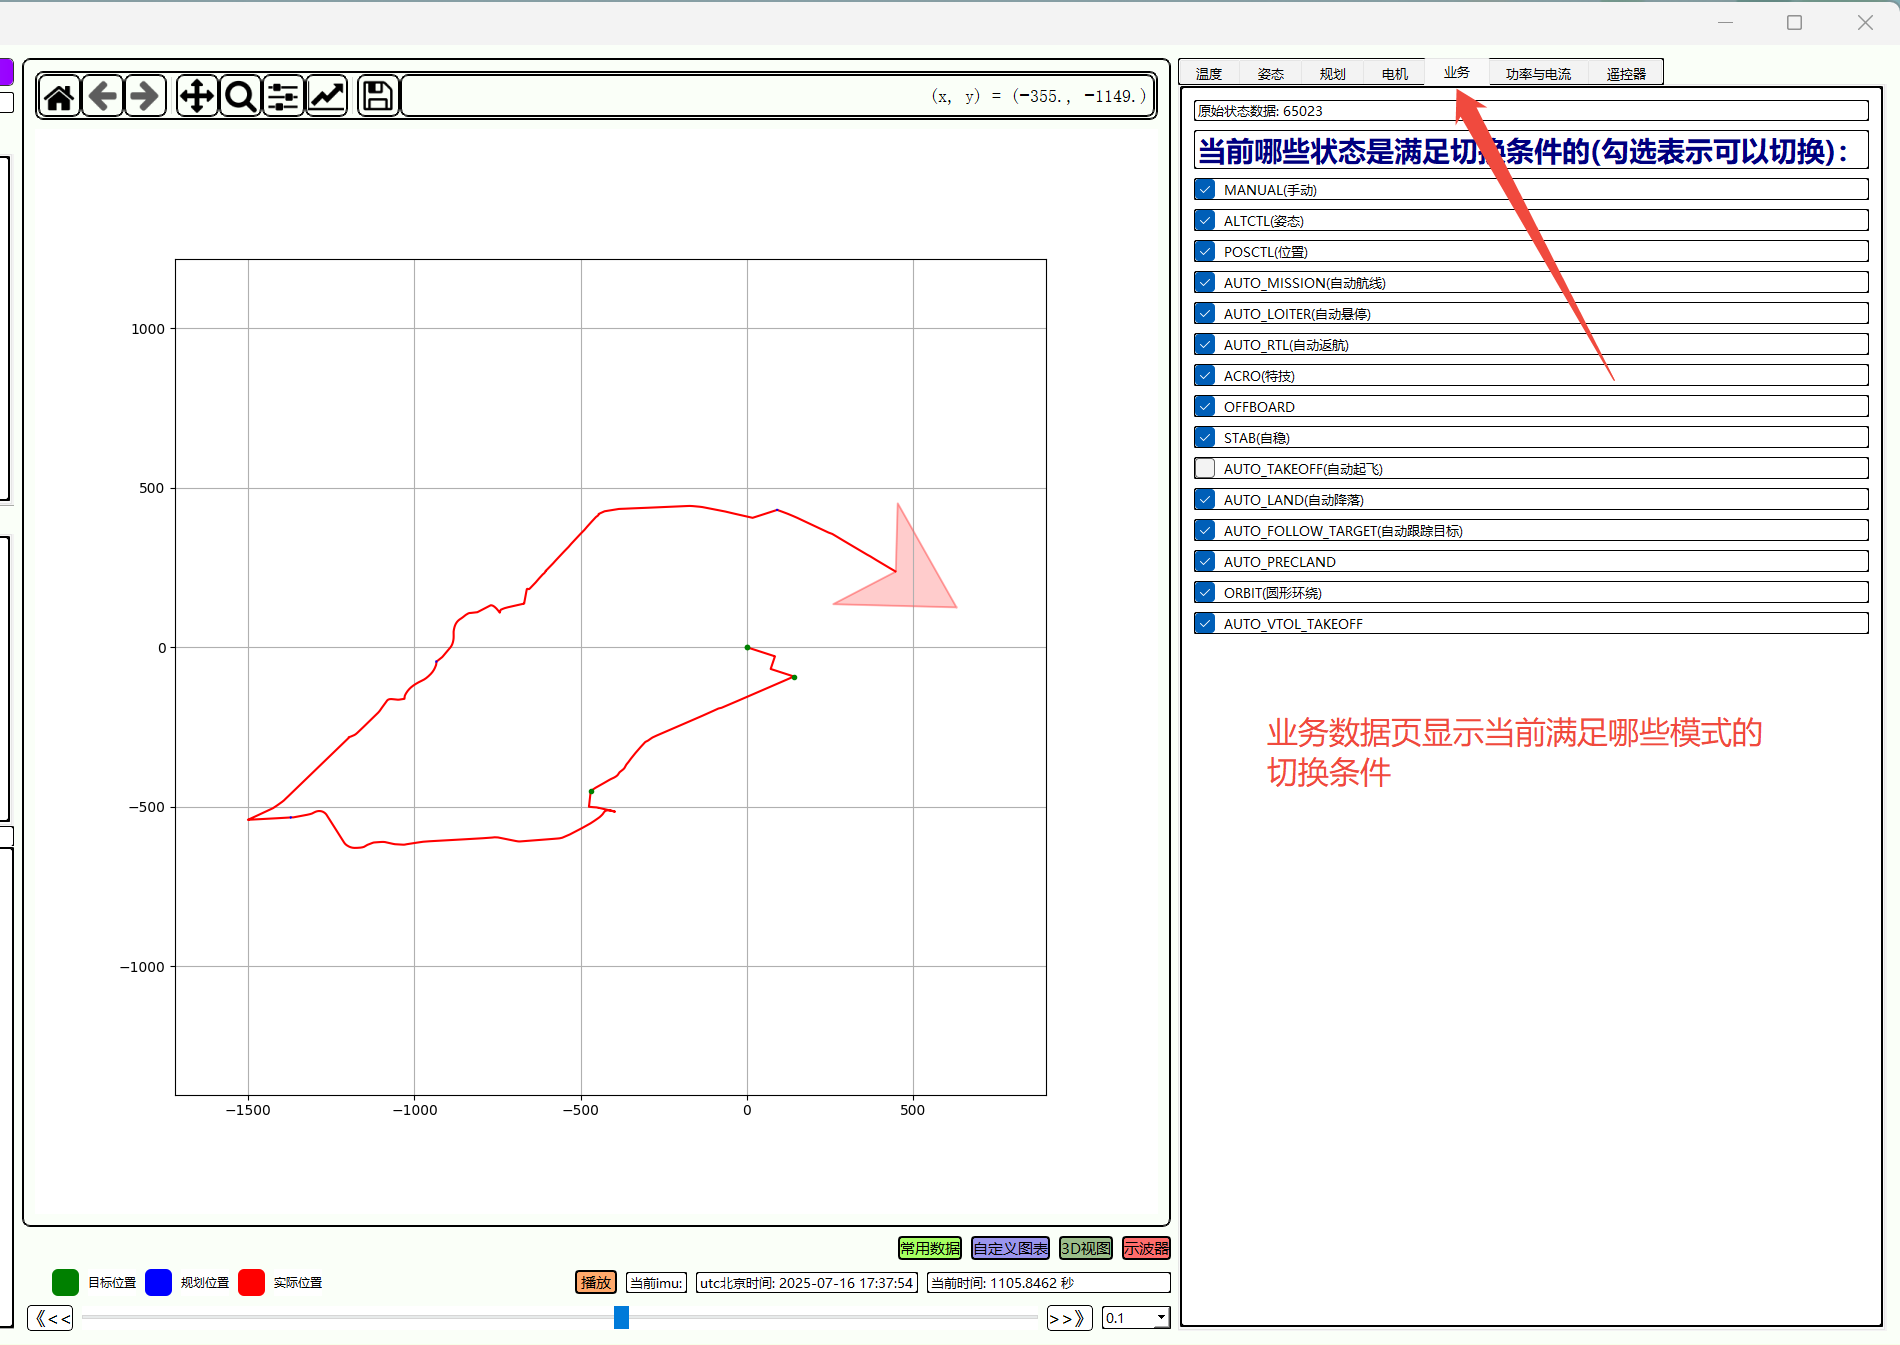 (x, y) = (−355., −1149.)
1000
500
0
−500
−1000
−1500
−1000
−500
0
500
常用数据
自定义图表
3D视图
示波器
目标位置
规划位置
实际位置
播放
当前imu:
utc北京时间: 2025-07-16 17:37:54
当前时间: 1105.8462 秒
《<<
>>》
0.1
温度
姿态
规划
电机
业务
功率与电流
遥控器
原始状态数据: 65023
当前哪些状态是满足切换条件的(勾选表示可以切换)：
MANUAL(手动)
ALTCTL(姿态)
POSCTL(位置)
AUTO_MISSION(自动航线)
AUTO_LOITER(自动悬停)
AUTO_RTL(自动返航)
ACRO(特技)
OFFBOARD
STAB(自稳)
AUTO_TAKEOFF(自动起飞)
AUTO_LAND(自动降落)
AUTO_FOLLOW_TARGET(自动跟踪目标)
AUTO_PRECLAND
ORBIT(圆形环绕)
AUTO_VTOL_TAKEOFF
业务数据页显示当前满足哪些模式的
切换条件